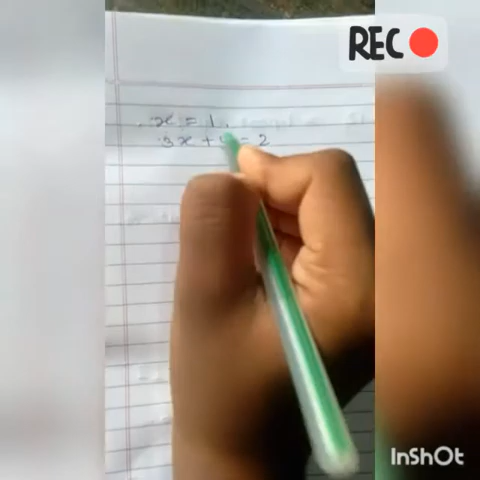 REC
x = 1.
3x + = 2
InShOt